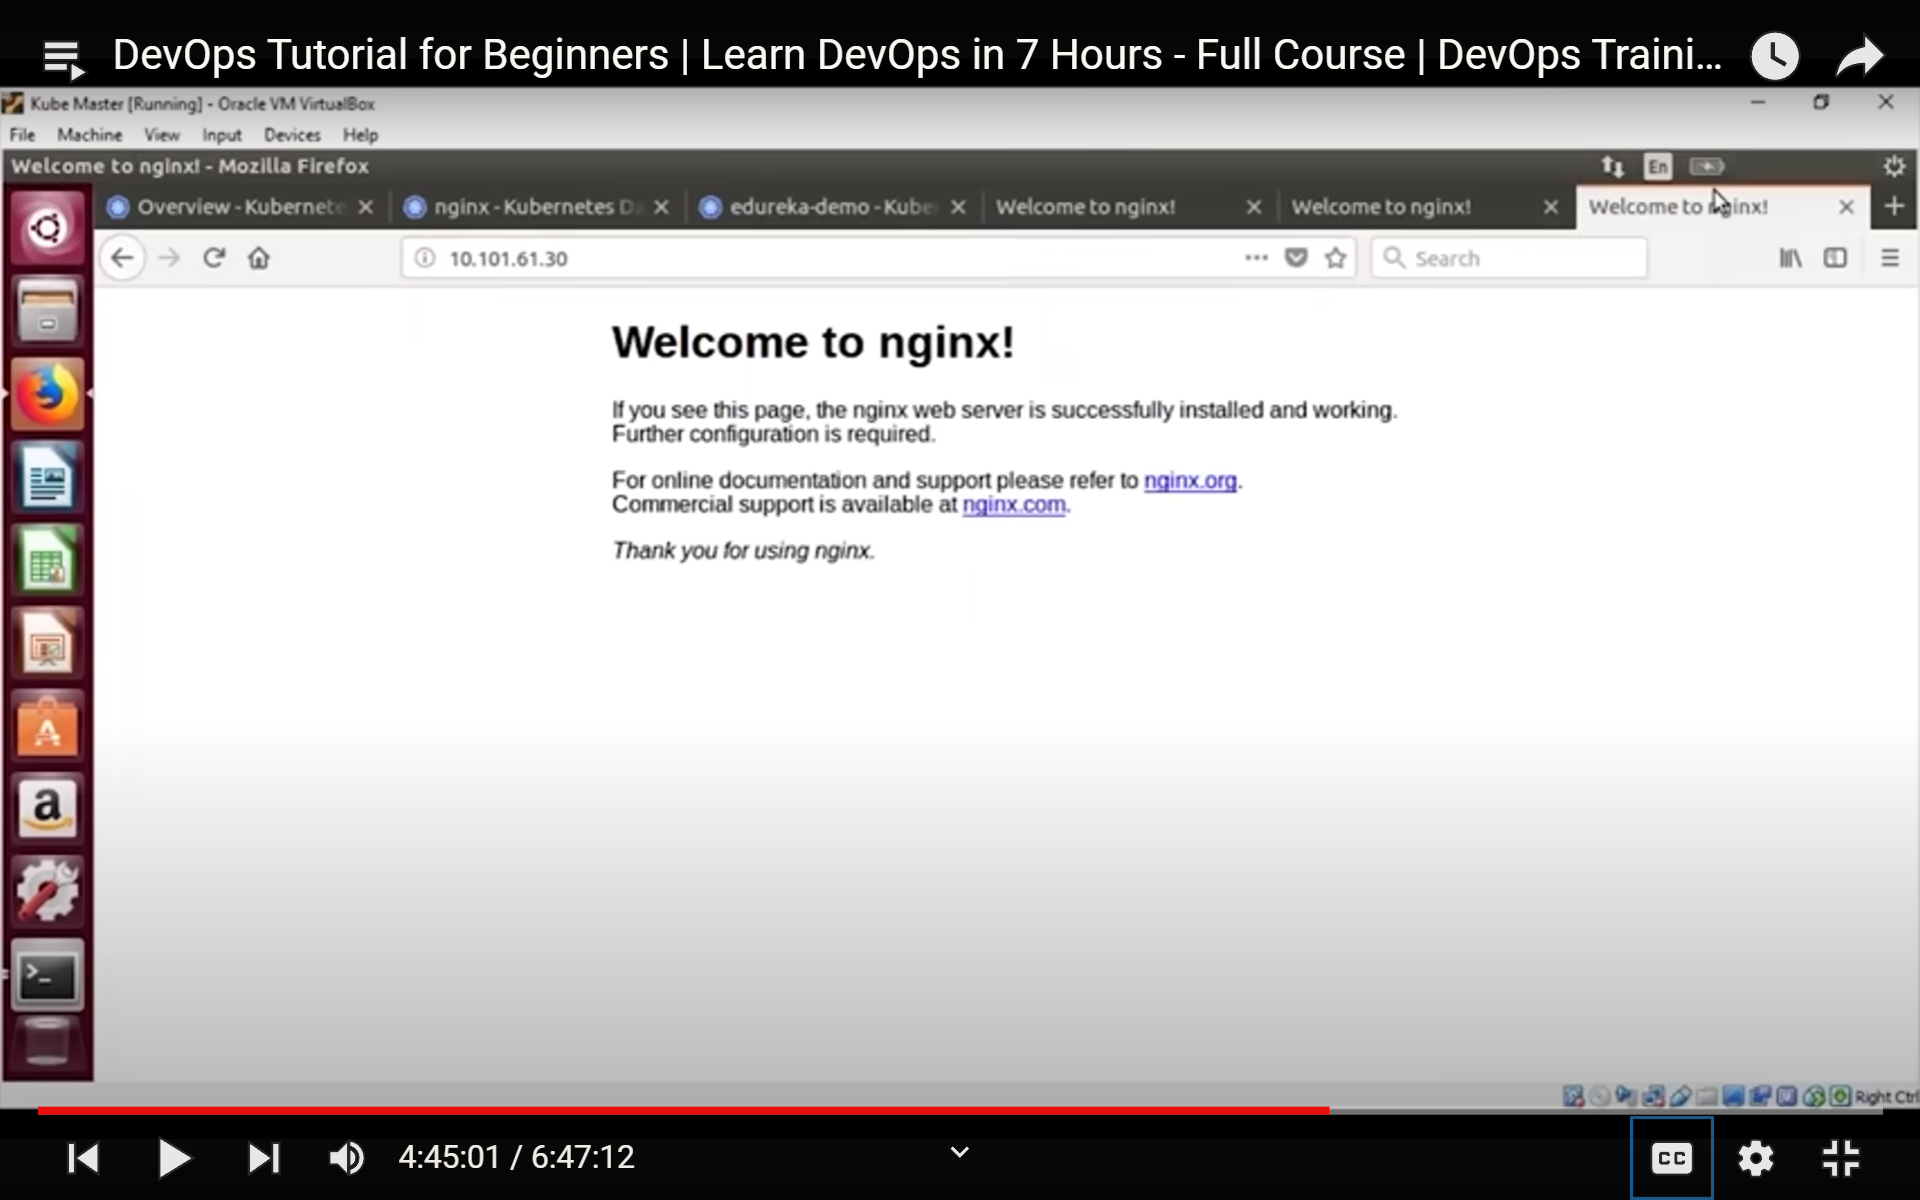 DevOps Tutorial for Beginners | Learn DevOps in 7 Hours - Full Course | DevOps Traini...
Kube Master [Running] - Oracle VM VirtualBox
File Machine View Input Devices Help
Welcome to nginx! - Mozilla Firefox
En
Overview - Kubernete
nginx - Kubernetes Da
edureka-demo - Kube
Welcome to nginx!
Welcome to nginx!
Welcome to nginx!
10.101.61.30
Search
Welcome to nginx!
If you see this page, the nginx web server is successfully installed and working.
Further configuration is required.
For online documentation and support please refer to nginx.org.
Commercial support is available at nginx.com.
Thank you for using nginx.
Right Ctrl
4:45:01 / 6:47:12
CC